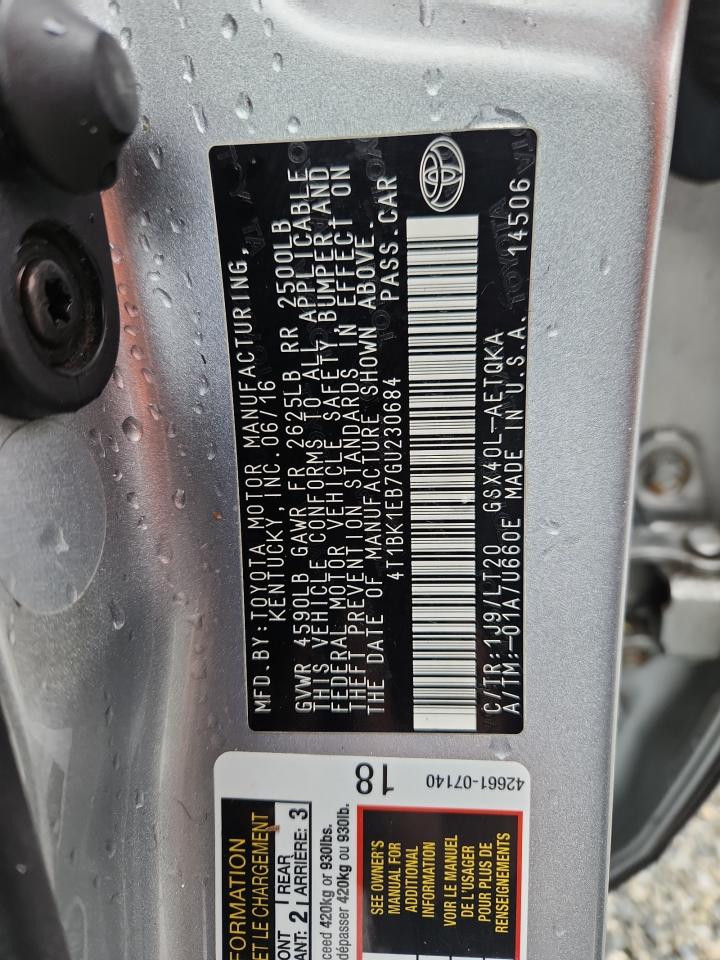 MFD.BY:TOYOTA MOTOR MANUFACTURING,
KENTUCKY, INC. 06/16
GVWR 4590LB GAWR FR 2625LB RR 2500LB
THIS VEHICLE CONFORMS TO ALL APPLICABLE
FEDERAL MOTOR VEHICLE SAFETY, BUMPER, AND
THEFT PREVENTION STANDARDS IN EFFECT ON
THE DATE OF MANUFACTURE SHOWN ABOVE.
4T1BK1EB7GU230684 PASS.CAR
C/TR:1J9/LT20 GSX40L-AETQKA
A/TM:-01A/U660E MADE IN U.S.A. 14506
18
42661-07140
FORMATION
ET LE CHARGEMENT
ONT 2 REAR 3
ANT: ARRIÈRE:
ceed 420kg or 930lbs.
dépasser 420kg ou 930lb.
SEE OWNER'S
MANUAL FOR
ADDITIONAL
INFORMATION
VOIR LE MANUEL
DE L'USAGER
POUR PLUS DE
RENSEIGNEMENTS